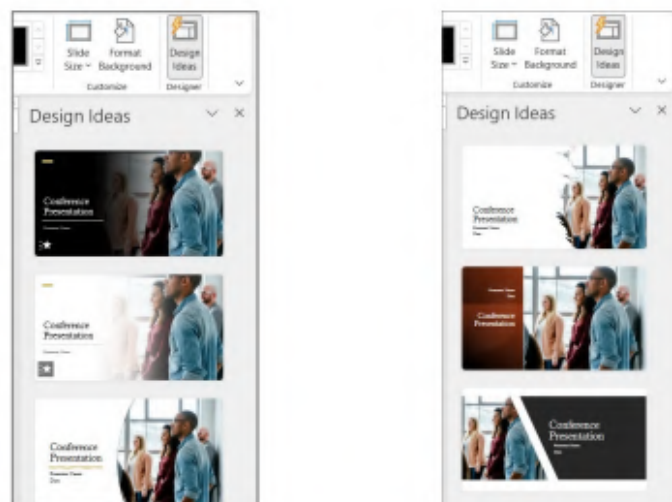 Slide
Size
Format
Background
Design
Ideas
Customize
Designer
Design Ideas
Conference
Presentation
Conference
Presentation
Conference
Presentation
Slide
Size
Format
Background
Design
Ideas
Customize
Designer
Design Ideas
Conference
Presentation
Conference
Presentation
Conference
Presentation